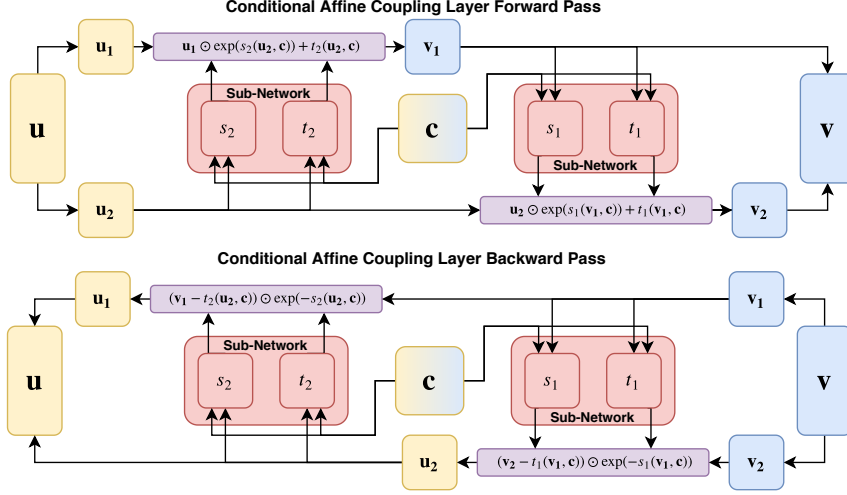 Conditional Affine Coupling Layer Forward Pass
u₁
u₁ ⊙ exp(s₂(u₂, c)) + t₂(u₂, c)
v₁
Sub-Network
u
s₂
t₂
c
s₁
t₁
v
Sub-Network
u₂
u₂ ⊙ exp(s₁(v₁, c)) + t₁(v₁, c)
v₂
Conditional Affine Coupling Layer Backward Pass
u₁
(v₁ − t₂(u₂, c)) ⊙ exp(−s₂(u₂, c))
v₁
Sub-Network
u
s₂
t₂
c
s₁
t₁
v
Sub-Network
u₂
(v₂ − t₁(v₁, c)) ⊙ exp(−s₁(v₁, c))
v₂